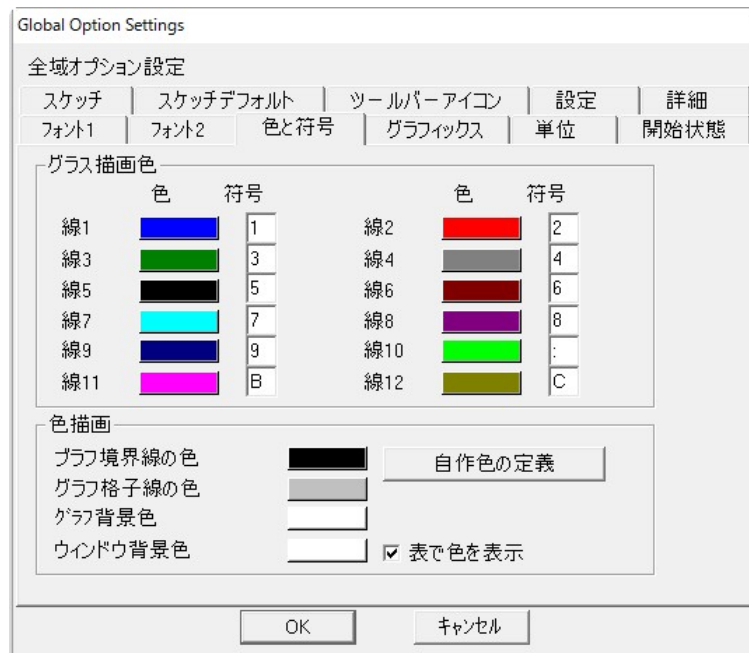 Global Option Settings
全域オプション設定
スケッチ スケッチデフォルト ツールバーアイコン 設定 詳細
フォント1 フォント2 色と符号 グラフィックス 単位 開始状態
グラス描画色
色 符号 色 符号
線1 1 線2 2
線3 3 線4 4
線5 5 線6 6
線7 7 線8 8
線9 9 線10 :
線11 B 線12 C
色描画
ブラフ境界線の色 自作色の定義
グラフ格子線の色
グラフ背景色
ウィンドウ背景色 表で色を表示
OK キャンセル